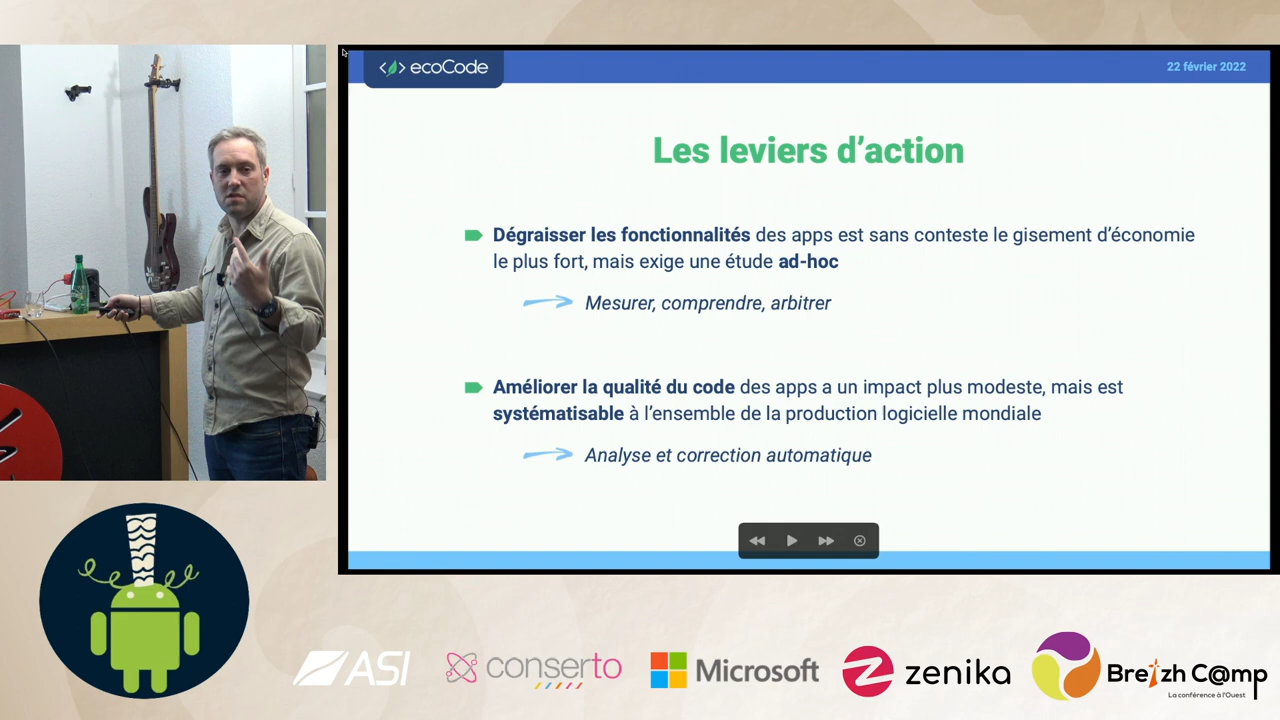 ecoCode
22 février 2022
Les leviers d’action
Dégraisser les fonctionnalités des apps est sans conteste le gisement d’économie
le plus fort, mais exige une étude ad-hoc
Mesurer, comprendre, arbitrer
Améliorer la qualité du code des apps a un impact plus modeste, mais est
systématisable à l’ensemble de la production logicielle mondiale
Analyse et correction automatique
ASI
conserto
Microsoft
zenika
Breizh C@mp
La conférence à l'Ouest